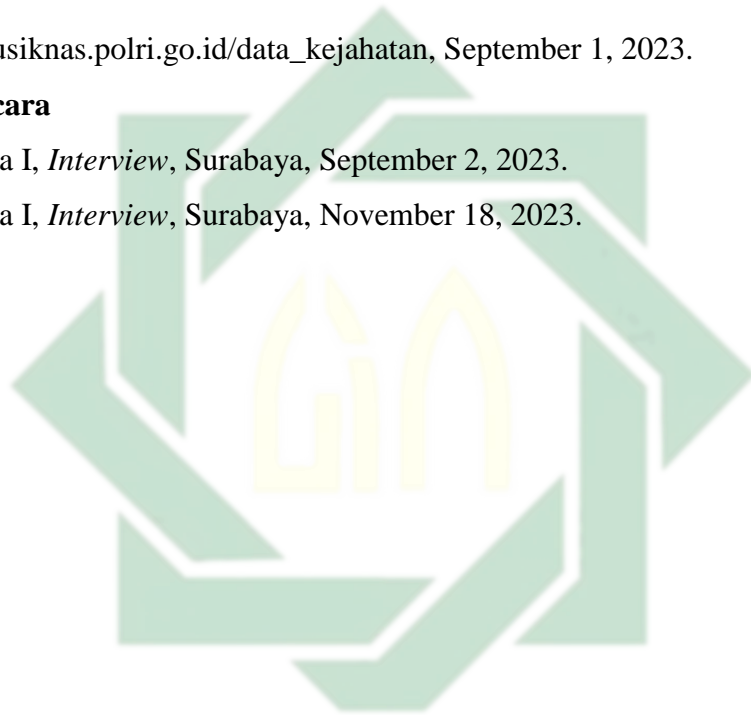 usiknas.polri.go.id/data_kejahatan, September 1, 2023.
cara
a I, Interview, Surabaya, September 2, 2023.
a I, Interview, Surabaya, November 18, 2023.
UIN